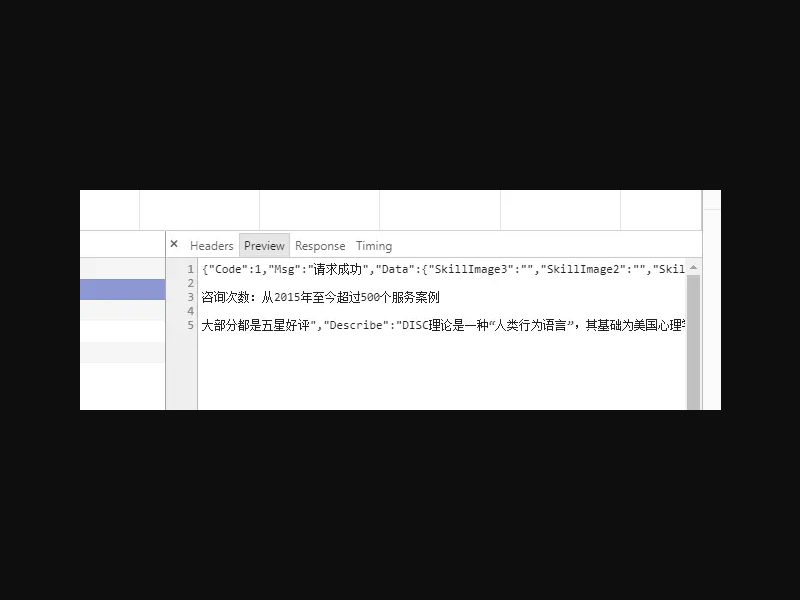 × Headers Preview Response Timing
1 {"Code":1,"Msg":"请求成功","Data":{"SkillImage3":"","SkillImage2":"","Skil
2
3 咨询次数：从2015年至今超过500个服务案例
4
5 大部分都是五星好评","Describe":"DISC理论是一种“人类行为语言”，其基础为美国心理